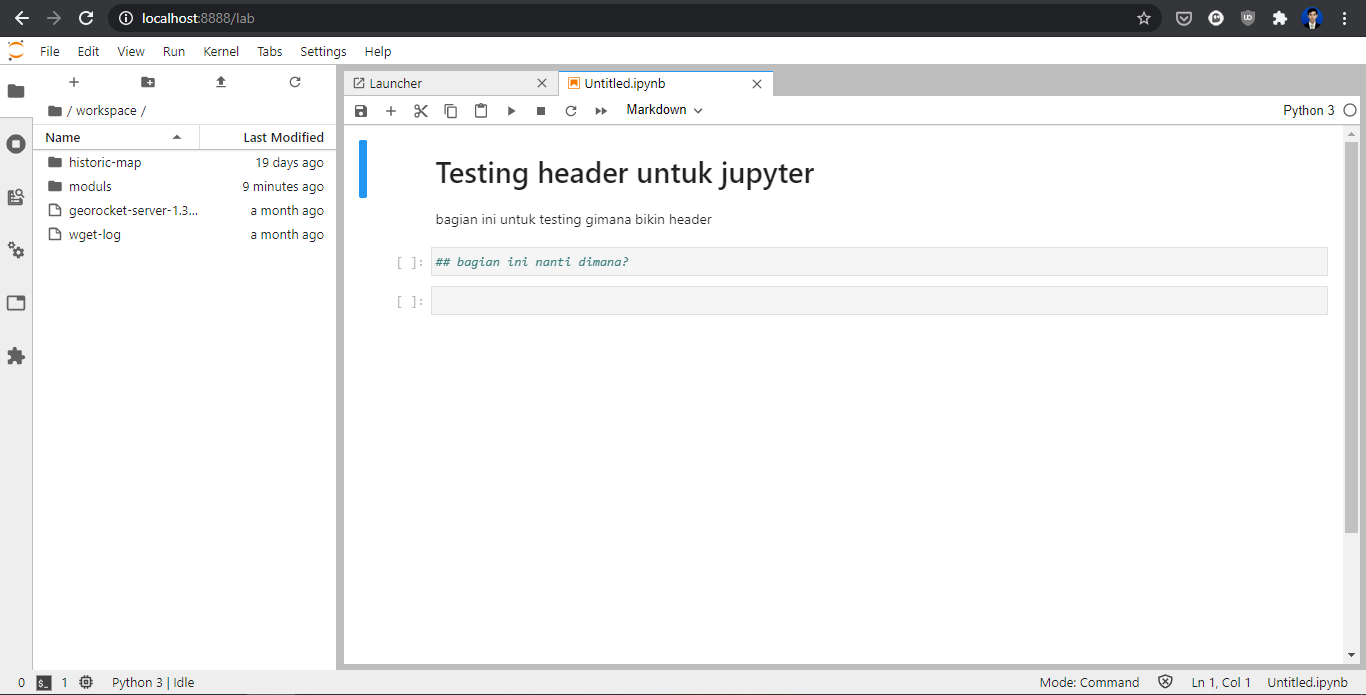 localhost:8888/lab
File Edit View Run Kernel Tabs Settings Help
Launcher Untitled.ipynb
/ workspace /
Markdown Python 3
Name Last Modified
historic-map 19 days ago
moduls 9 minutes ago
georocket-server-1.3... a month ago
wget-log a month ago
Testing header untuk jupyter
bagian ini untuk testing gimana bikin header
[ ]: ## bagian ini nanti dimana?
[ ]:
0 $_ 1 Python 3 | Idle Mode: Command Ln 1, Col 1 Untitled.ipynb